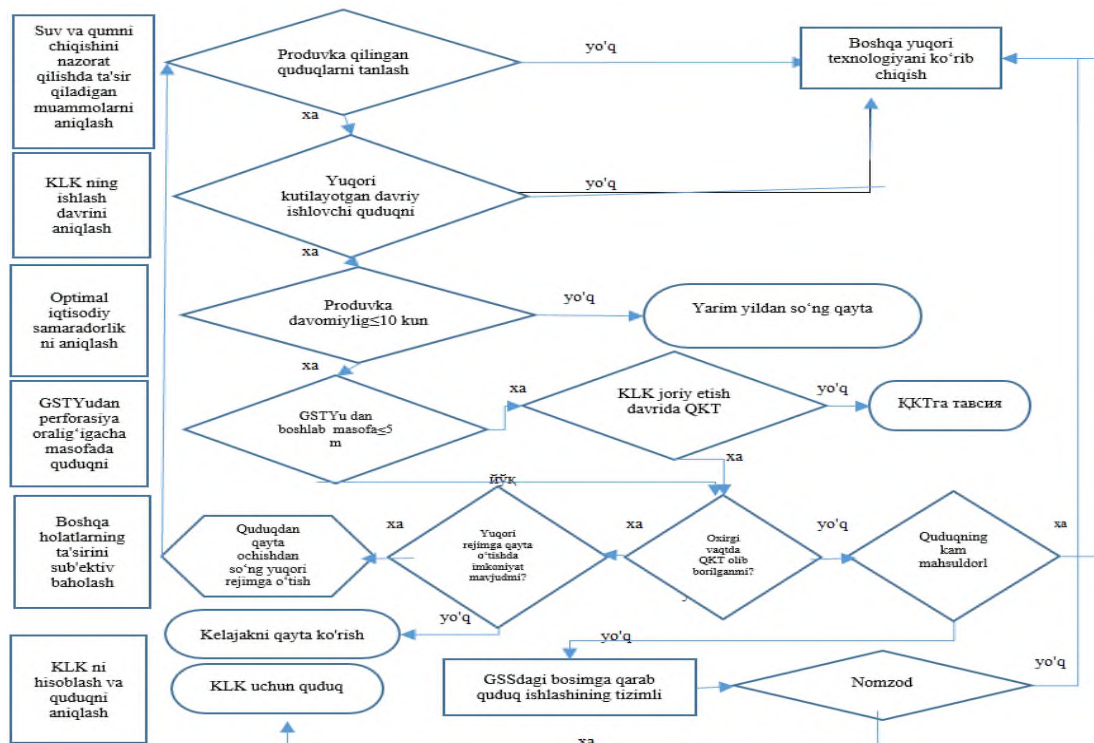 Suv va qumni
chiqishini
nazorat
qilishda ta'sir
qiladigan
muammolarni
aniqlash
Produvka qilingan
quduqlarni tanlash
yo'q
Boshqa yuqori
texnologiyani ko‘rib
chiqish
xa
KLK ning
ishlash
davrini
aniqlash
Yuqori
kutilayotgan davriy
ishlovchi quduqni
yo'q
xa
Optimal
iqtisodiy
samaradorlik
ni aniqlash
Produvka
davomiylig≤10 kun
yo'q
Yarim yildan so‘ng qayta
xa
GSTYudan
perforasiya
oralig‘igacha
masofada
quduqni
GSTYu dan
boshlab masofa≤5
m
xa
KLK joriy etish
davrida QKT
yo'q
ҚКТга тавсия
xa
йўқ
Boshqa
holatlarning
ta'sirini
sub'ektiv
baholash
Quduqdan
qayta
ochishdan
so‘ng yuqori
rejimga o‘tish
xa
Yuqori
rejimga qayta
o‘tishda
imkoniyat
mavjudmi?
xa
Oxirgi
vaqtda
QKT olib
borilganmi?
yo'q
Quduqning
kam
mahsuldorl
xa
yo'q
Kelajakni qayta ko'rish
yo'q
KLK ni
hisoblash va
quduqni
aniqlash
KLK uchun quduq
GSSdagi bosimga qarab
quduq ishlashining tizimli
Nomzod
yo'q
xa